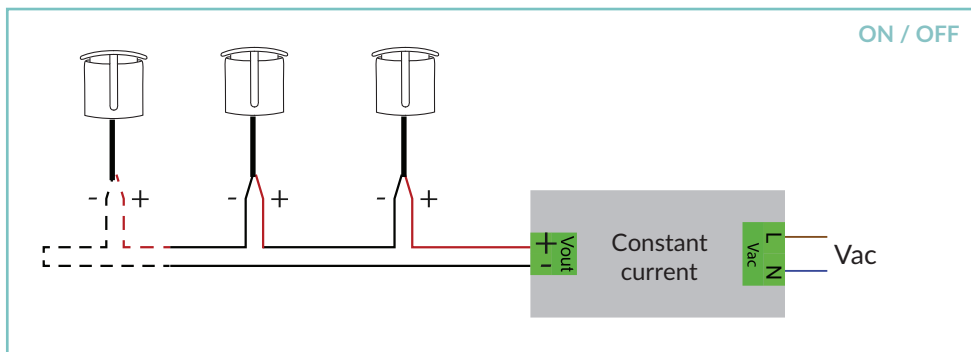 ON / OFF
- +
- +
- +
+
-
Vout
Constant
current
Vac
L
N
Vac